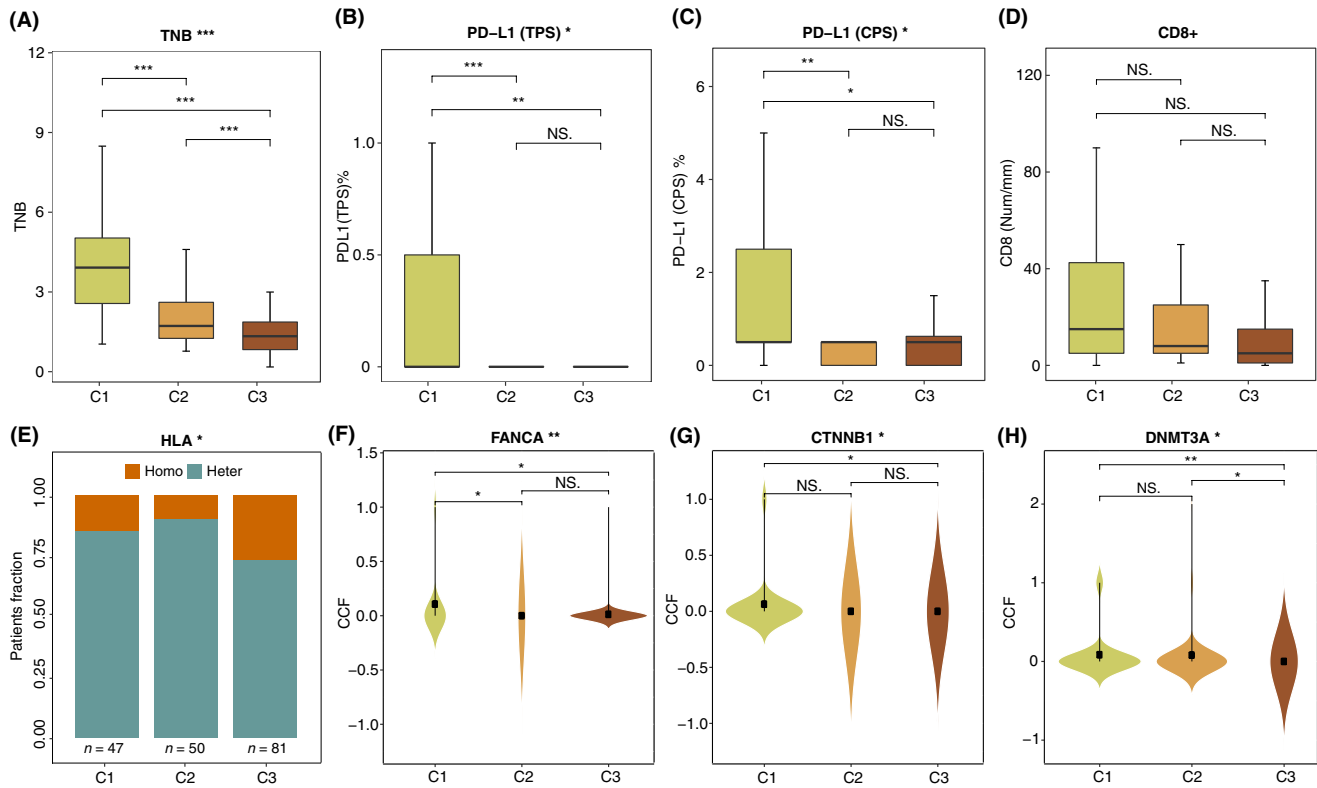 (A)
TNB ***
12
9
6
3
0
TNB
***
***
***
C1
C2
C3
(B)
PD−L1 (TPS) *
1.0
0.5
0
PDL1(TPS)%
***
**
NS.
C1
C2
C3
(C)
PD−L1 (CPS) *
6
4
2
0
PD−L1 (CPS) %
**
*
NS.
C1
C2
C3
(D)
CD8+
120
80
40
0
CD8 (Num/mm)
NS.
NS.
NS.
C1
C2
C3
(E)
HLA *
Homo Heter
1.00
0.75
0.50
0.25
0.00
Patients fraction
n = 47
n = 50
n = 81
C1
C2
C3
(F)
FANCA **
1.5
1.0
0.5
0.0
−0.5
−1.0
CCF
*
NS.
*
C1
C2
C3
(G)
CTNNB1 *
1.0
0.5
0.0
−0.5
−1.0
CCF
*
NS.
NS.
C1
C2
C3
(H)
DNMT3A *
2
1
0
−1
CCF
**
*
NS.
C1
C2
C3